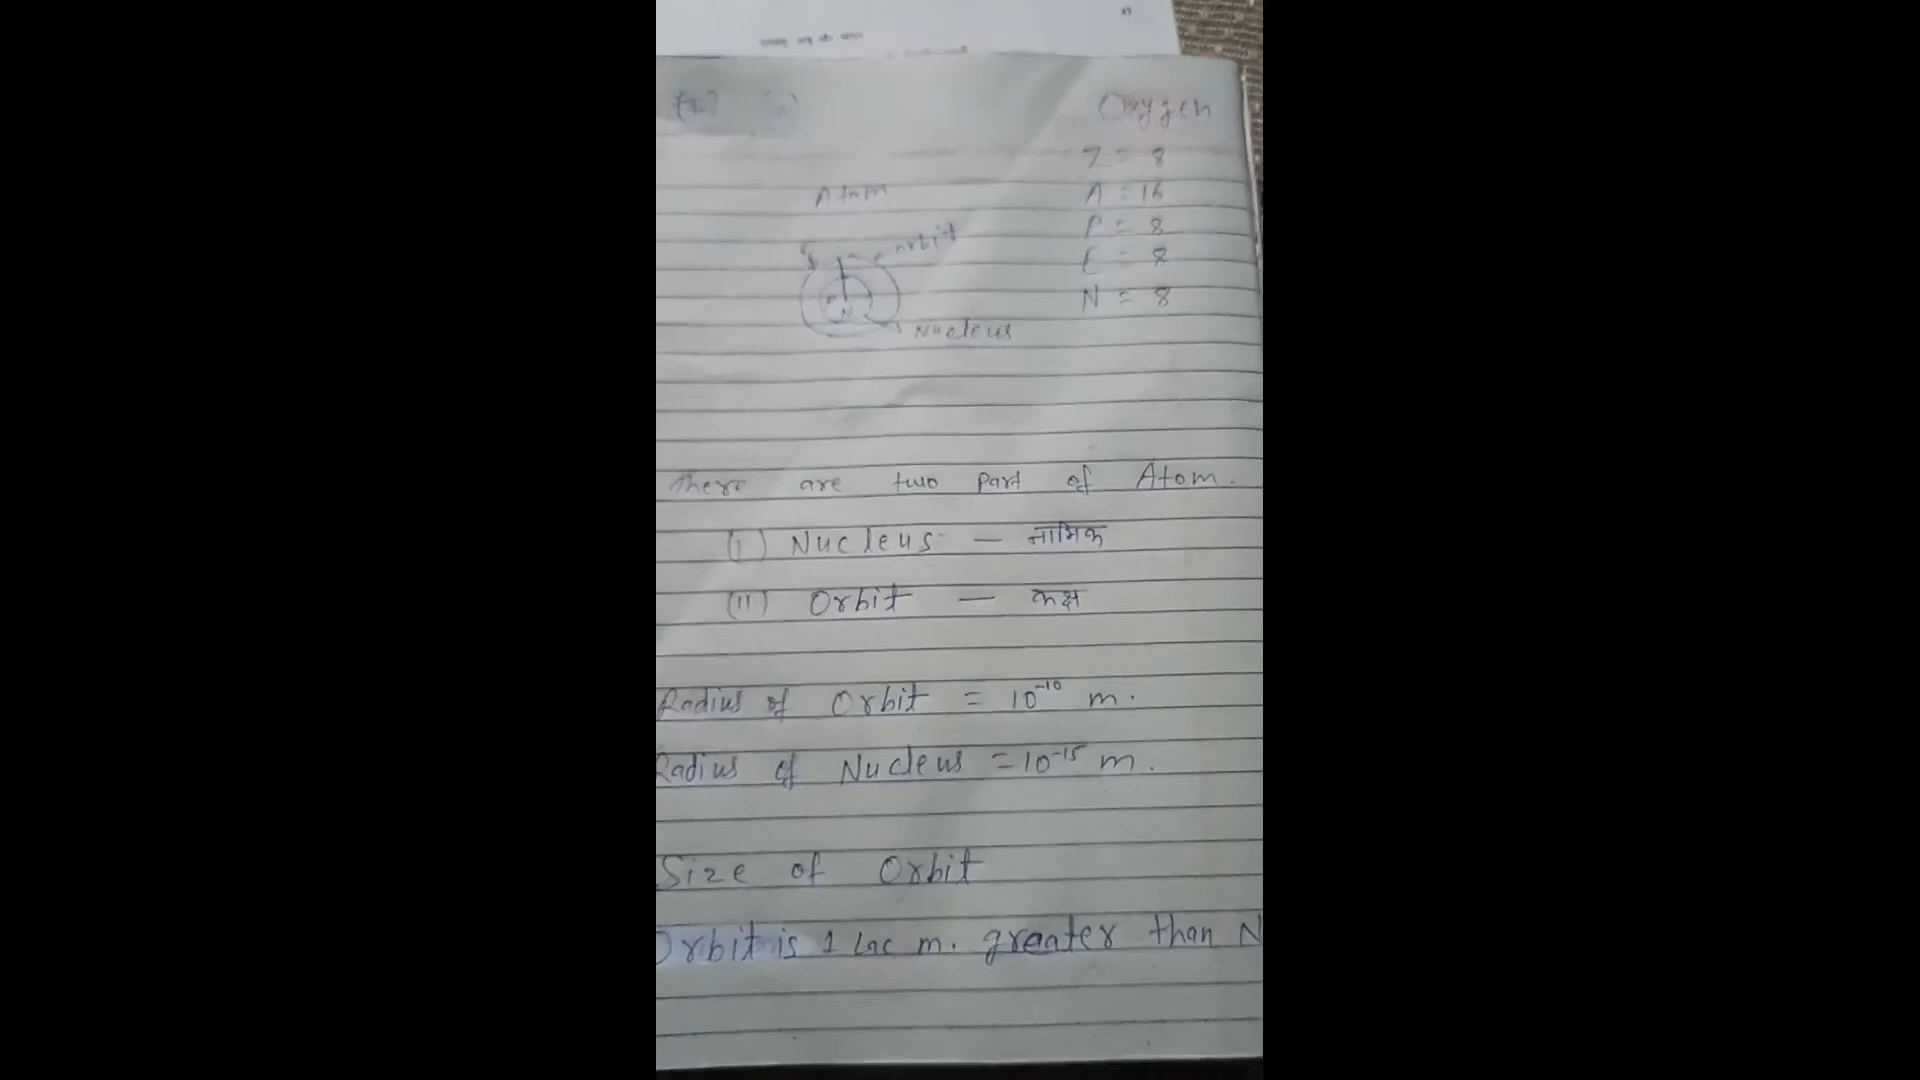 Oxygen
Z = 8
A = 16
P = 8
E = 8
N = 8
Atom
orbit
N
Nucleus
There are two part of Atom.
(I) Nucleus — नाभिक
(II) Orbit — कक्ष
Radius of Orbit = 10⁻¹⁰ m.
Radius of Nucleus = 10⁻¹⁵ m.
Size of Orbit
Orbit is 1 Lac m. greater than N